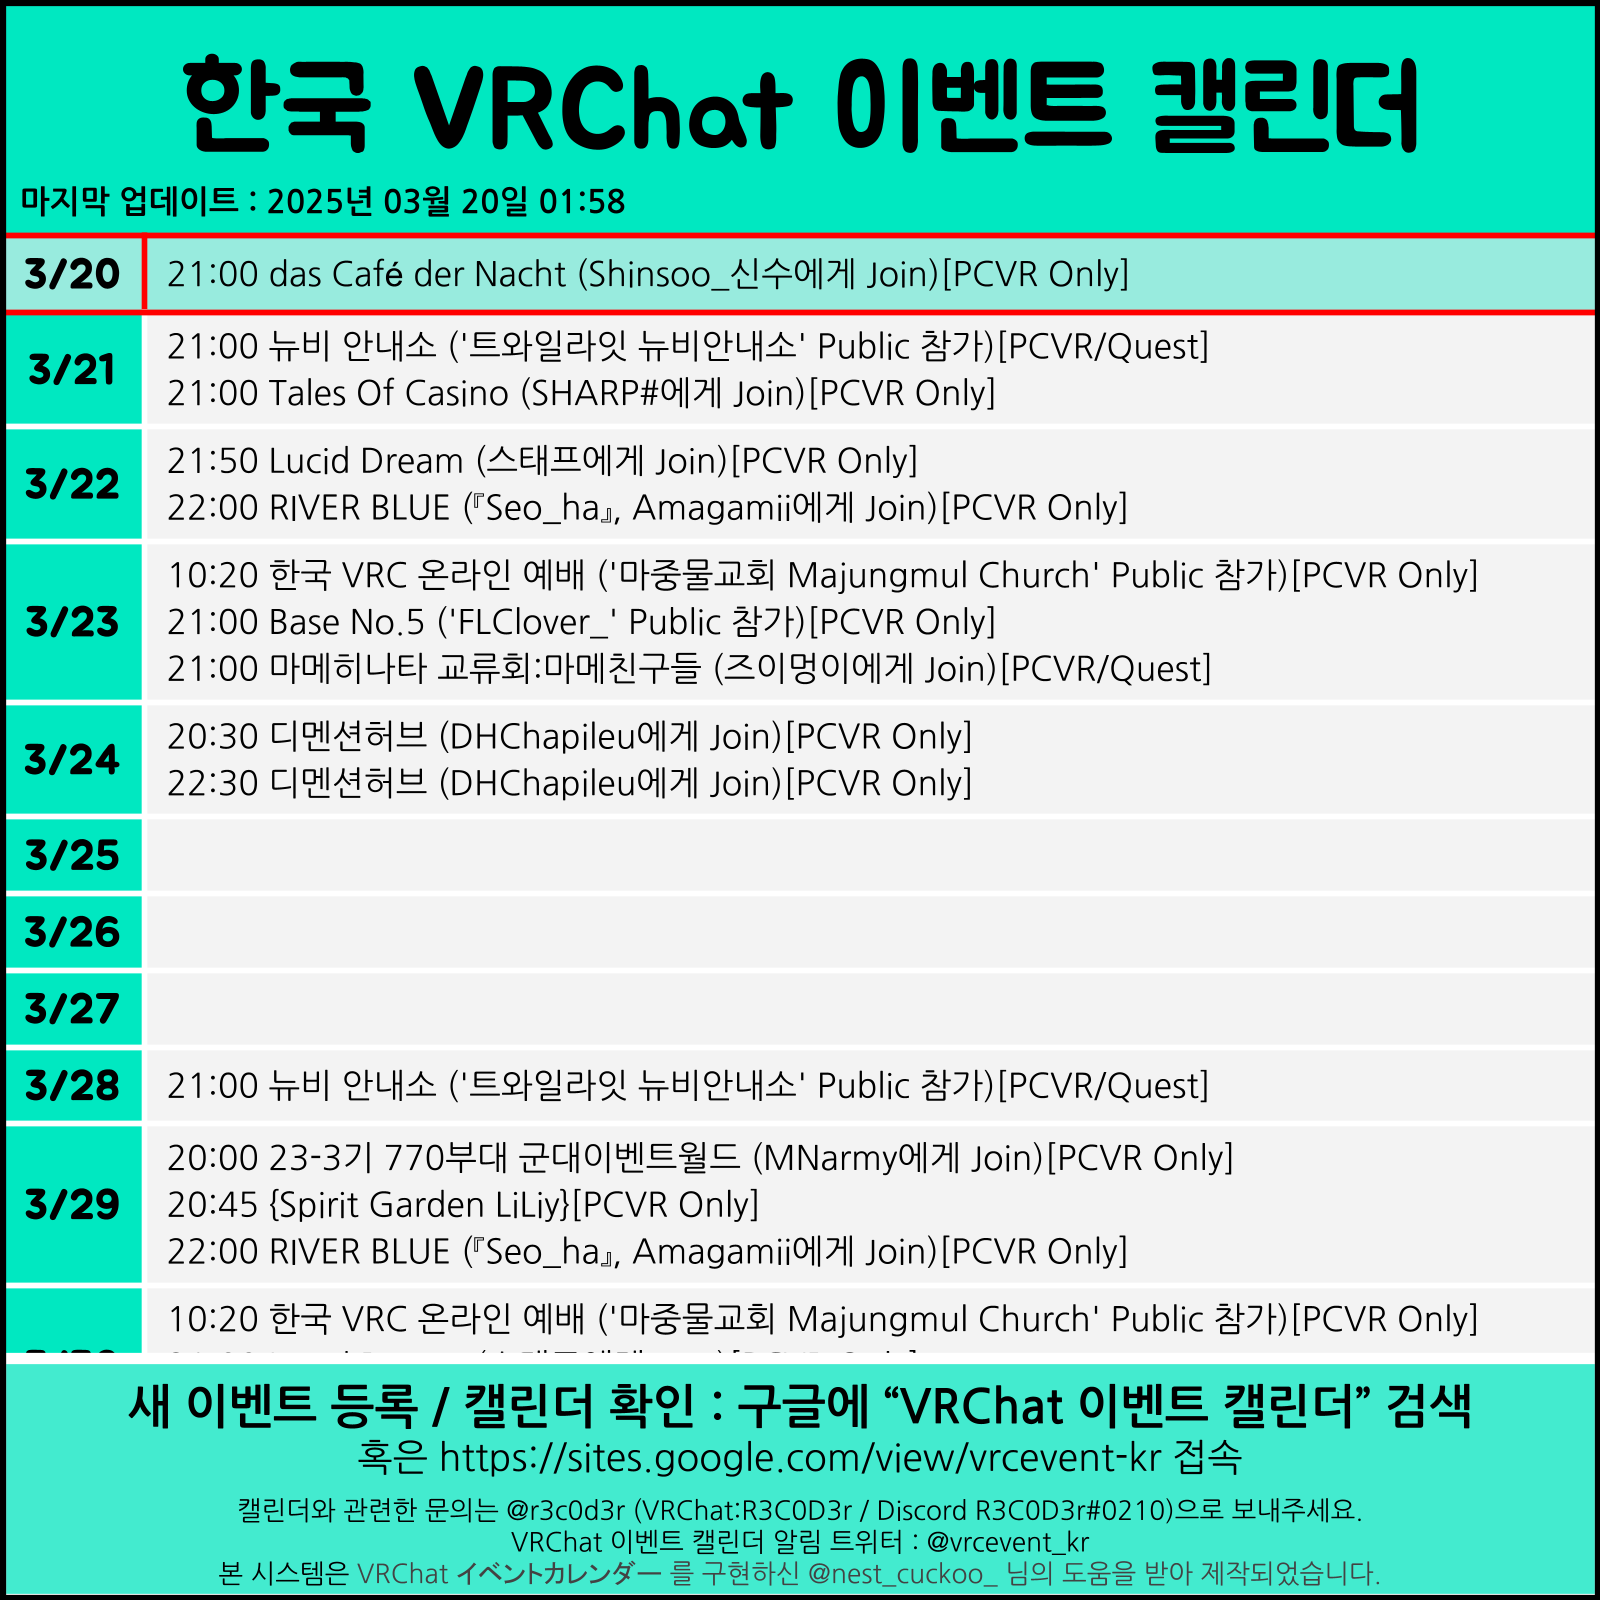 한국 VRChat 이벤트 캘린더
마지막 업데이트 : 2025년 03월 20일 01:58
3/20
21:00 das Café der Nacht (Shinsoo_신수에게 Join)[PCVR Only]
3/21
21:00 뉴비 안내소 ('트와일라잇 뉴비안내소' Public 참가)[PCVR/Quest]
21:00 Tales Of Casino (SHARP#에게 Join)[PCVR Only]
3/22
21:50 Lucid Dream (스태프에게 Join)[PCVR Only]
22:00 RIVER BLUE (『Seo_ha』, Amagamii에게 Join)[PCVR Only]
3/23
10:20 한국 VRC 온라인 예배 ('마중물교회 Majungmul Church' Public 참가)[PCVR Only]
21:00 Base No.5 ('FLClover_' Public 참가)[PCVR Only]
21:00 마메히나타 교류회:마메친구들 (즈이멍이에게 Join)[PCVR/Quest]
3/24
20:30 디멘션허브 (DHChapileu에게 Join)[PCVR Only]
22:30 디멘션허브 (DHChapileu에게 Join)[PCVR Only]
3/25
3/26
3/27
3/28
21:00 뉴비 안내소 ('트와일라잇 뉴비안내소' Public 참가)[PCVR/Quest]
3/29
20:00 23-3기 770부대 군대이벤트월드 (MNarmy에게 Join)[PCVR Only]
20:45 {Spirit Garden LiLiy}[PCVR Only]
22:00 RIVER BLUE (『Seo_ha』, Amagamii에게 Join)[PCVR Only]
10:20 한국 VRC 온라인 예배 ('마중물교회 Majungmul Church' Public 참가)[PCVR Only]
새 이벤트 등록 / 캘린더 확인 : 구글에 “VRChat 이벤트 캘린더” 검색
혹은 https://sites.google.com/view/vrcevent-kr 접속
캘린더와 관련한 문의는 @r3c0d3r (VRChat:R3C0D3r / Discord R3C0D3r#0210)으로 보내주세요.
VRChat 이벤트 캘린더 알림 트위터 : @vrcevent_kr
본 시스템은 VRChat イベントカレンダー 를 구현하신 @nest_cuckoo_ 님의 도움을 받아 제작되었습니다.